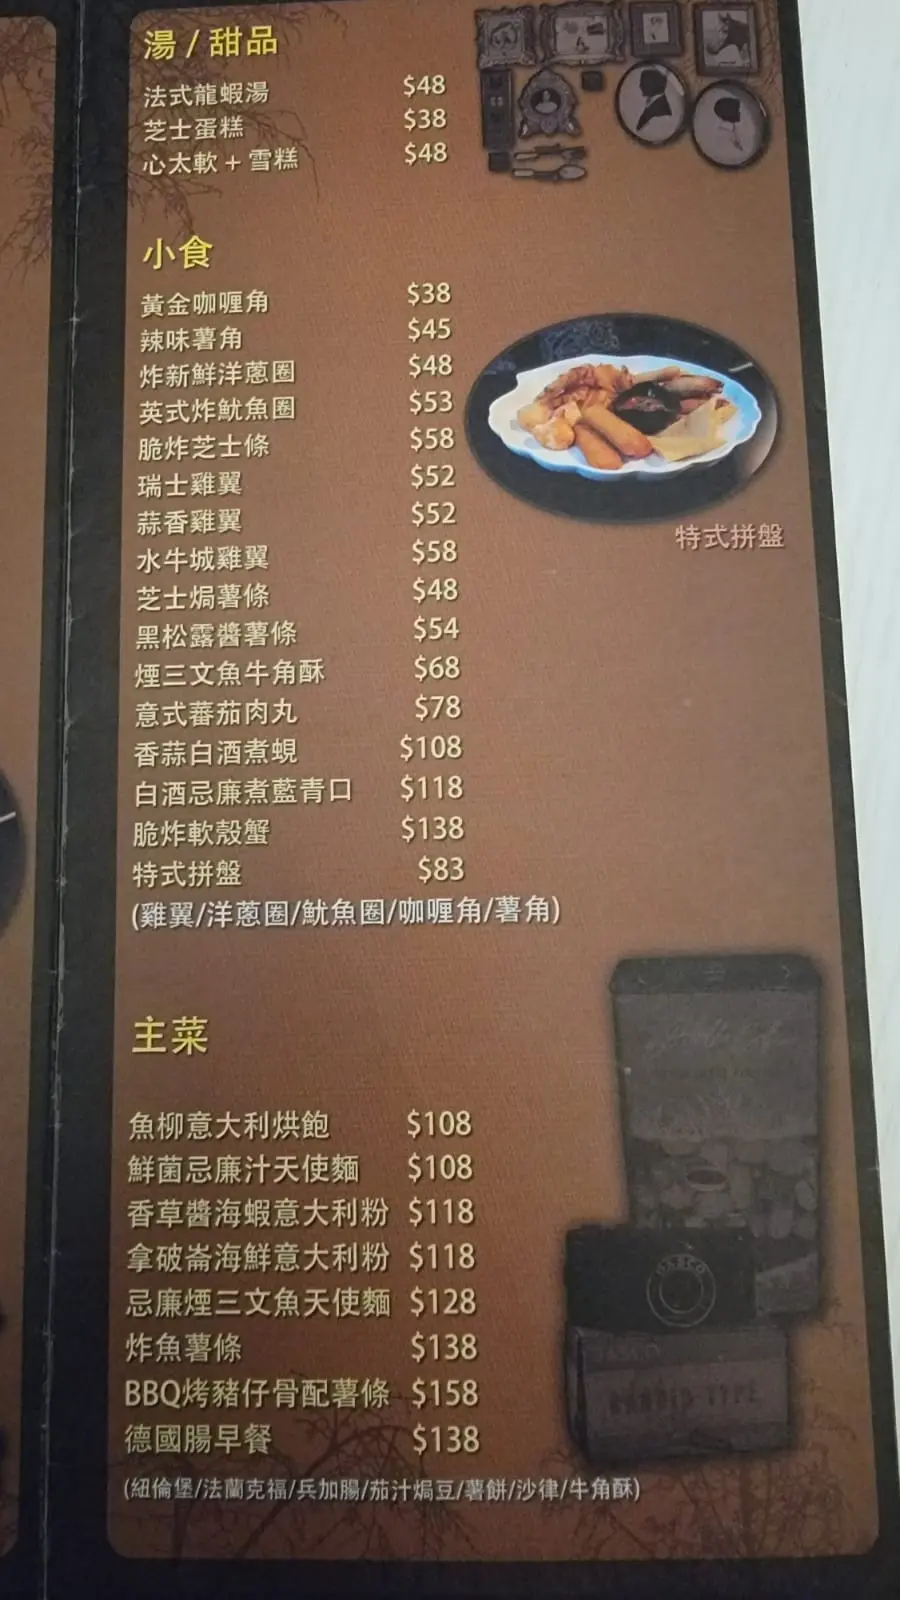 湯 / 甜品
法式龍蝦湯 $48
芝士蛋糕 $38
心太軟 + 雪糕 $48
小食
黃金咖喱角 $38
辣味薯角 $45
炸新鮮洋蔥圈 $48
英式炸魷魚圈 $53
脆炸芝士條 $58
瑞士雞翼 $52
蒜香雞翼 $52
水牛城雞翼 $58
芝士焗薯條 $48
黑松露醬薯條 $54
煙三文魚牛角酥 $68
意式蕃茄肉丸 $78
香蒜白酒煮蜆 $108
白酒忌廉煮藍青口 $118
脆炸軟殼蟹 $138
特式拼盤 $83
(雞翼/洋蔥圈/魷魚圈/咖喱角/薯角)
特式拼盤
主菜
魚柳意大利烘飽 $108
鮮菌忌廉汁天使麵 $108
香草醬海蝦意大利粉 $118
拿破崙海鮮意大利粉 $118
忌廉煙三文魚天使麵 $128
炸魚薯條 $138
BBQ烤豬仔骨配薯條 $158
德國腸早餐 $138
(紐倫堡/法蘭克福/兵加腸/茄汁焗豆/薯餅/沙律/牛角酥)